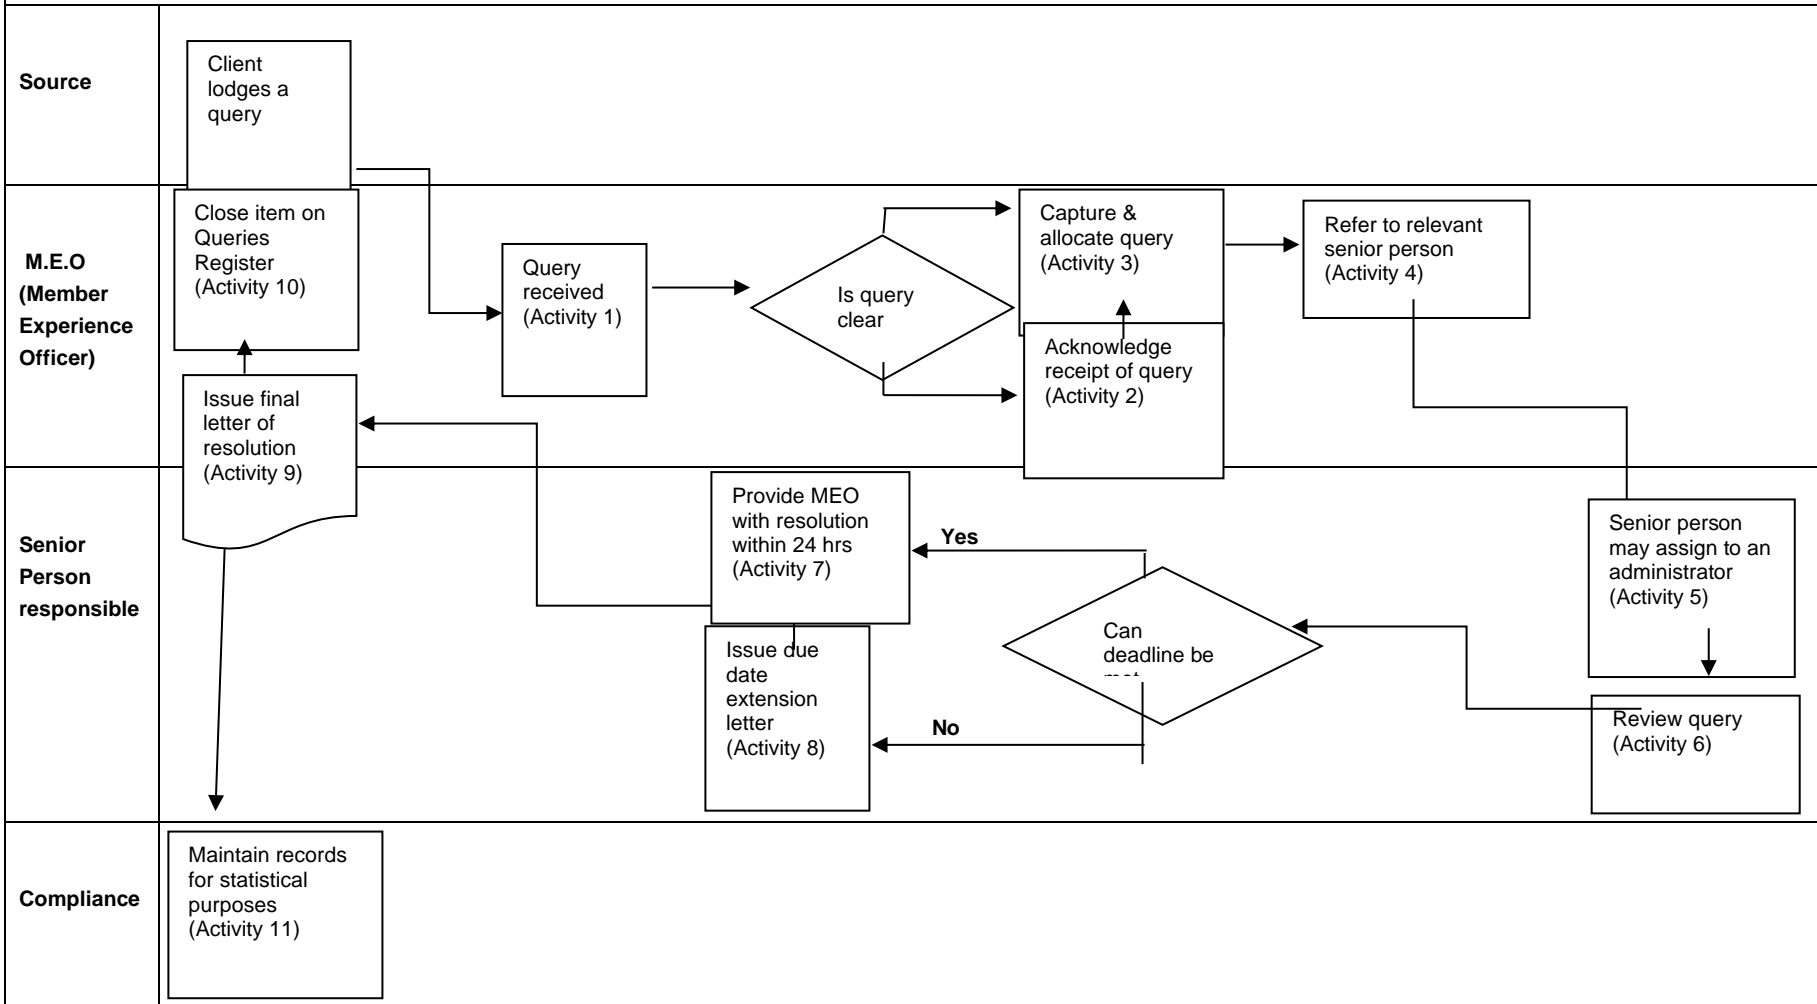 Source
Client
lodges a
query
M.E.O
(Member
Experience
Officer)
Close item on
Queries
Register
(Activity 10)
Query
received
(Activity 1)
Is query
clear
Capture &
allocate query
(Activity 3)
Refer to relevant
senior person
(Activity 4)
Acknowledge
receipt of query
(Activity 2)
Issue final
letter of
resolution
(Activity 9)
Senior
Person
responsible
Provide MEO
with resolution
within 24 hrs
(Activity 7)
Yes
Can
deadline be
Senior person
may assign to an
administrator
(Activity 5)
Issue due
date
extension
letter
(Activity 8)
No
Review query
(Activity 6)
Compliance
Maintain records
for statistical
purposes
(Activity 11)